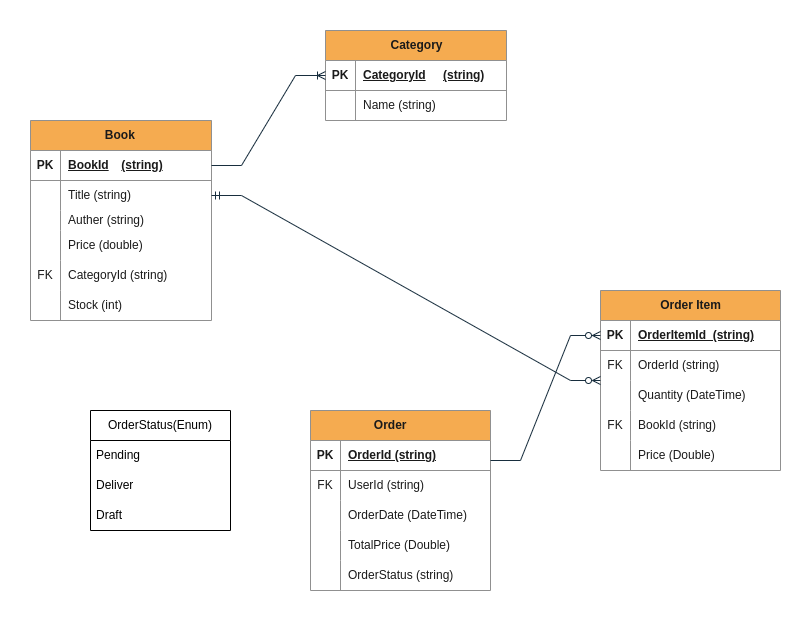 Category
PK CategoryId (string)
Name (string)
Book
PK BookId (string)
Title (string)
Auther (string)
Price (double)
FK CategoryId (string)
Stock (int)
Order Item
PK OrderItemId (string)
FK OrderId (string)
Quantity (DateTime)
FK BookId (string)
Price (Double)
OrderStatus(Enum)
Pending
Deliver
Draft
Order
PK OrderId (string)
FK UserId (string)
OrderDate (DateTime)
TotalPrice (Double)
OrderStatus (string)